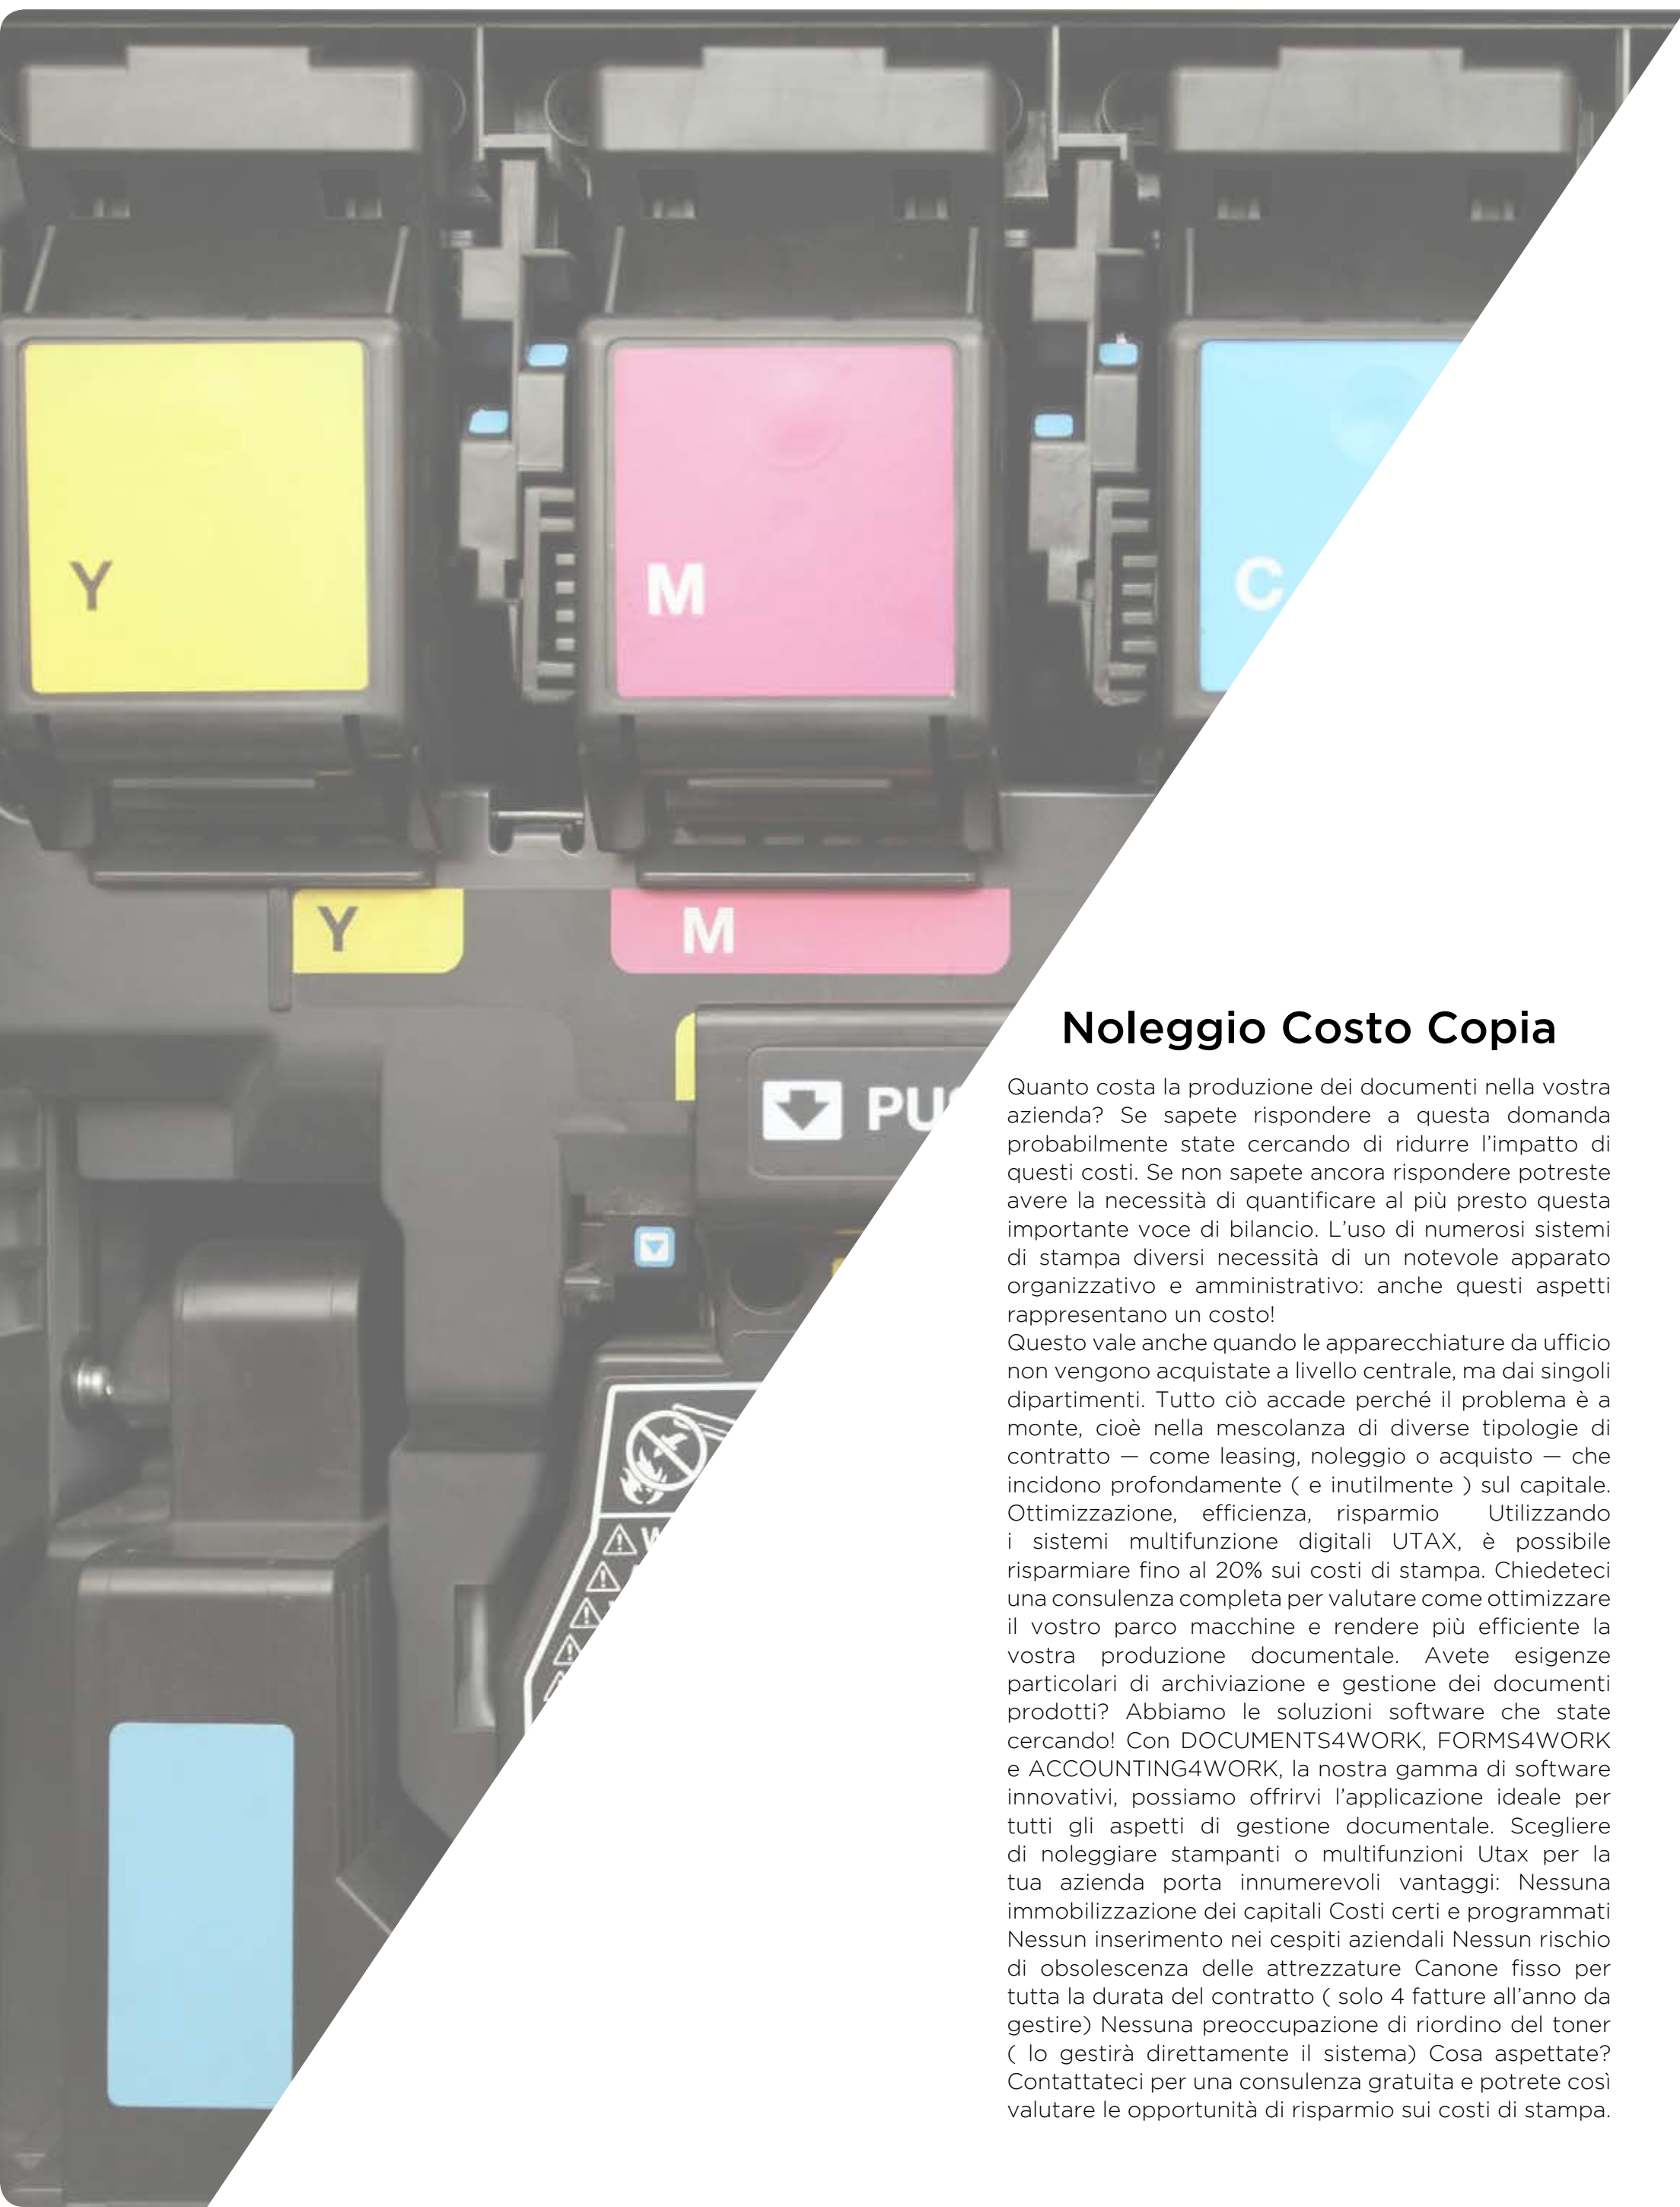 Y
M
C
Y
M
PU
Noleggio Costo Copia
Quanto costa la produzione dei documenti nella vostra
azienda? Se sapete rispondere a questa domanda
probabilmente state cercando di ridurre l'impatto di
questi costi. Se non sapete ancora rispondere potreste
avere la necessità di quantificare al più presto questa
importante voce di bilancio. L'uso di numerosi sistemi
di stampa diversi necessità di un notevole apparato
organizzativo e amministrativo: anche questi aspetti
rappresentano un costo!
Questo vale anche quando le apparecchiature da ufficio
non vengono acquistate a livello centrale, ma dai singoli
dipartimenti. Tutto ciò accade perché il problema è a
monte, cioè nella mescolanza di diverse tipologie di
contratto — come leasing, noleggio o acquisto — che
incidono profondamente ( e inutilmente ) sul capitale.
Ottimizzazione, efficienza, risparmio Utilizzando
i sistemi multifunzione digitali UTAX, è possibile
risparmiare fino al 20% sui costi di stampa. Chiedeteci
una consulenza completa per valutare come ottimizzare
il vostro parco macchine e rendere più efficiente la
vostra produzione documentale. Avete esigenze
particolari di archiviazione e gestione dei documenti
prodotti? Abbiamo le soluzioni software che state
cercando! Con DOCUMENTS4WORK, FORMS4WORK
e ACCOUNTING4WORK, la nostra gamma di software
innovativi, possiamo offrirvi l'applicazione ideale per
tutti gli aspetti di gestione documentale. Scegliere
di noleggiare stampanti o multifunzioni Utax per la
tua azienda porta innumerevoli vantaggi: Nessuna
immobilizzazione dei capitali Costi certi e programmati
Nessun inserimento nei cespiti aziendali Nessun rischio
di obsolescenza delle attrezzature Canone fisso per
tutta la durata del contratto ( solo 4 fatture all'anno da
gestire) Nessuna preoccupazione di riordino del toner
( lo gestirà direttamente il sistema) Cosa aspettate?
Contattateci per una consulenza gratuita e potrete così
valutare le opportunità di risparmio sui costi di stampa.